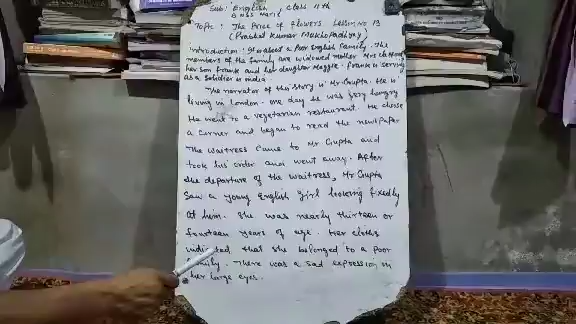 Sub: English, class 11th
Topic: The Price of Flowers Lesson No 13
(Prabhat Kumar Mukhopadhyay)
Introduction: It is about a Poor English family. The
members of the family are widowed mother Mrs Clifford
her son Frank and her daughter Maggie. Frank is serving
as a soldier in India.
The narrator of this story is Mr Gupta. He is
living in London. One day he was very hungry
He went to a vegetarian restaurant. He chose
a corner and began to read the newspaper
The waitress came to Mr Gupta and
took his order and went away. After
the departure of the waitress, Mr Gupta
saw a young English girl looking fixedly
at him. She was nearly thirteen or
fourteen years of age. Her cloths
indicated that she belonged to a poor
family. There was a sad expression in
her large eyes.